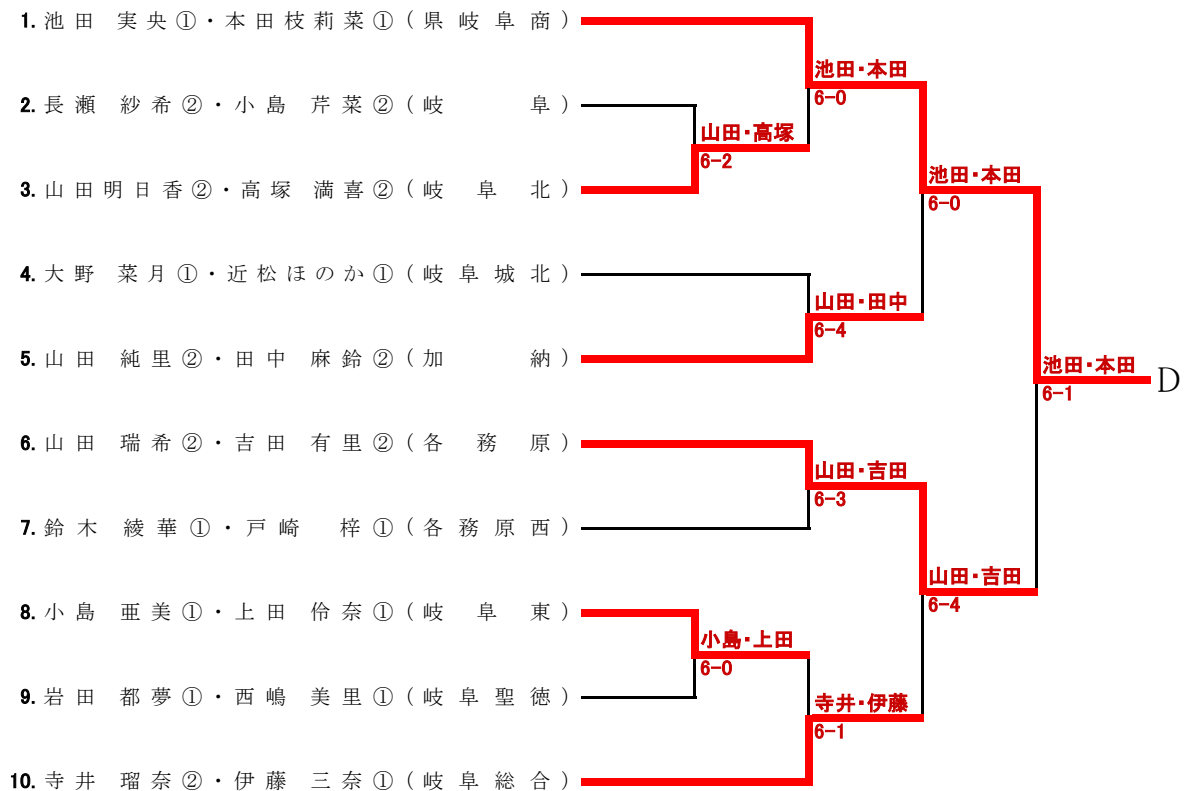 1. 池田 実央①・本田枝莉菜①(県岐阜商)
池田・本田
6-0
2. 長瀬 紗希②・小島 芹菜②(岐 阜)
山田・高塚
6-2
3. 山田明日香②・高塚 満喜②(岐 阜 北)
池田・本田
6-0
4. 大野 菜月①・近松ほのか①(岐阜城北)
山田・田中
6-4
5. 山田 純里②・田中 麻鈴②(加 納)
池田・本田
6-1
D
6. 山田 瑞希②・吉田 有里②(各 務 原)
山田・吉田
6-3
7. 鈴木 綾華①・戸崎 梓①(各務原西)
山田・吉田
6-4
8. 小島 亜美①・上田 伶奈①(岐 阜 東)
小島・上田
6-0
9. 岩田 都夢①・西嶋 美里①(岐阜聖徳)
寺井・伊藤
6-1
10. 寺井 瑠奈②・伊藤 三奈①(岐阜総合)